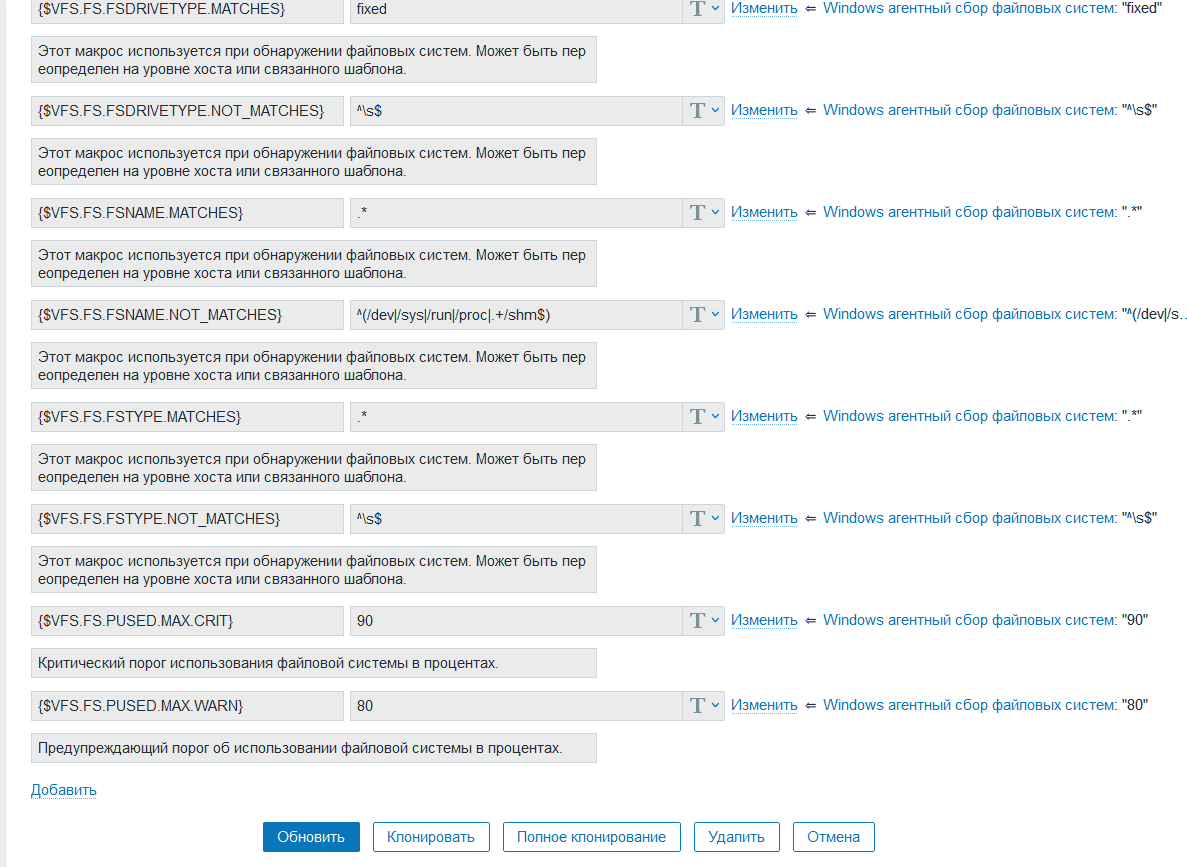 {$VFS.FS.FSDRIVETYPE.MATCHES} fixed T Изменить ⇐ Windows агентный сбор файловых систем: "fixed"
Этот макрос используется при обнаружении файловых систем. Может быть пер
еопределен на уровне хоста или связанного шаблона.
{$VFS.FS.FSDRIVETYPE.NOT_MATCHES} ^\s$ T Изменить ⇐ Windows агентный сбор файловых систем: "^\s$"
Этот макрос используется при обнаружении файловых систем. Может быть пер
еопределен на уровне хоста или связанного шаблона.
{$VFS.FS.FSNAME.MATCHES} .* T Изменить ⇐ Windows агентный сбор файловых систем: ".*"
Этот макрос используется при обнаружении файловых систем. Может быть пер
еопределен на уровне хоста или связанного шаблона.
{$VFS.FS.FSNAME.NOT_MATCHES} ^(/dev|/sys|/run|/proc|.+/shm$) T Изменить ⇐ Windows агентный сбор файловых систем: "^(/dev|/s…
Этот макрос используется при обнаружении файловых систем. Может быть пер
еопределен на уровне хоста или связанного шаблона.
{$VFS.FS.FSTYPE.MATCHES} .* T Изменить ⇐ Windows агентный сбор файловых систем: ".*"
Этот макрос используется при обнаружении файловых систем. Может быть пер
еопределен на уровне хоста или связанного шаблона.
{$VFS.FS.FSTYPE.NOT_MATCHES} ^\s$ T Изменить ⇐ Windows агентный сбор файловых систем: "^\s$"
Этот макрос используется при обнаружении файловых систем. Может быть пер
еопределен на уровне хоста или связанного шаблона.
{$VFS.FS.PUSED.MAX.CRIT} 90 T Изменить ⇐ Windows агентный сбор файловых систем: "90"
Критический порог использования файловой системы в процентах.
{$VFS.FS.PUSED.MAX.WARN} 80 T Изменить ⇐ Windows агентный сбор файловых систем: "80"
Предупреждающий порог об использовании файловой системы в процентах.
Добавить
Обновить Клонировать Полное клонирование Удалить Отмена